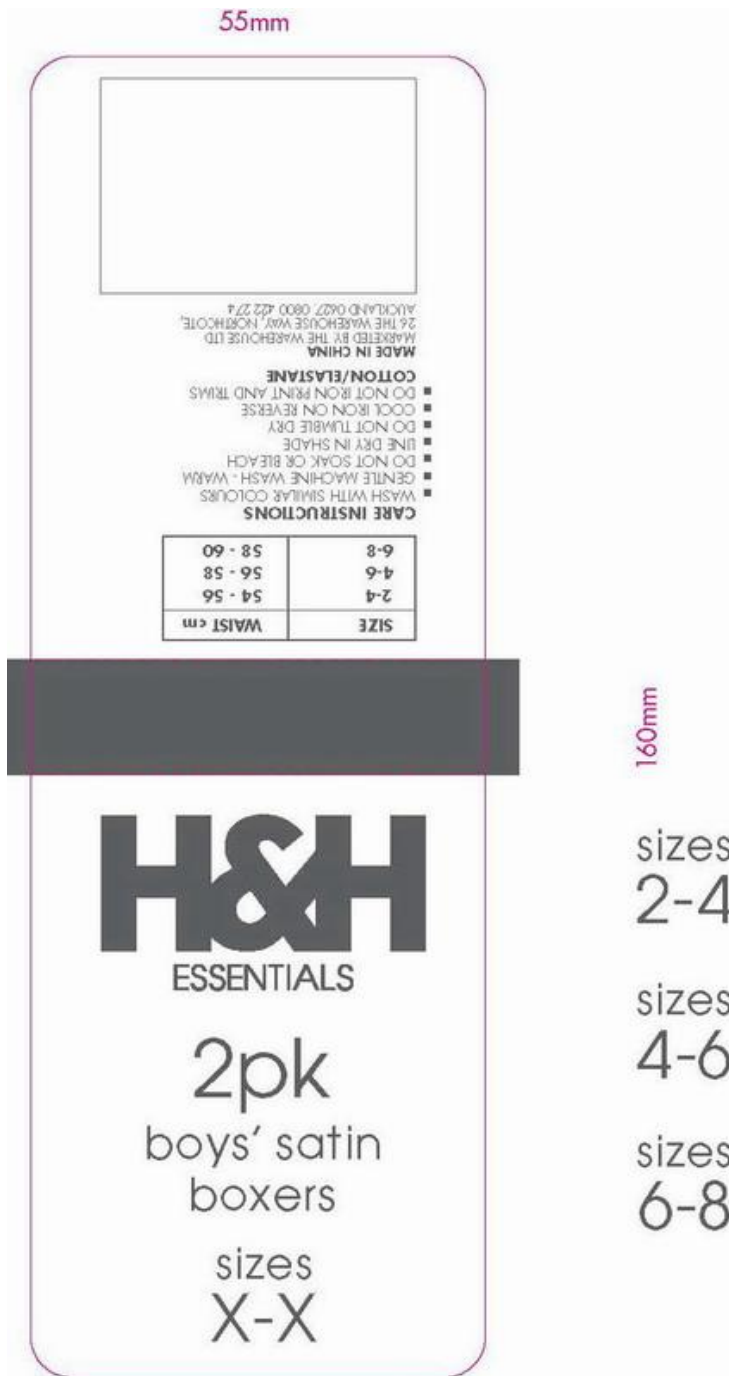 55mm
MARKETED BY THE WAREHOUSE LTD
26 THE WAREHOUSE WAY, NORTHCOTE,
AUCKLAND 0627. 0800 422 274
MADE IN CHINA
COTTON/ELASTANE
CARE INSTRUCTIONS
WASH WITH SIMILAR COLOURS
GENTLE MACHINE WASH - WARM
DO NOT SOAK OR BLEACH
LINE DRY IN SHADE
DO NOT TUMBLE DRY
COOL IRON ON REVERSE
DO NOT IRON PRINT AND TRIMS
SIZE WAIST cm
2-4 54 - 56
4-6 56 - 58
6-8 58 - 60
160mm
H&H
ESSENTIALS
2pk
boys' satin
boxers
sizes
X-X
sizes
2-4
sizes
4-6
sizes
6-8